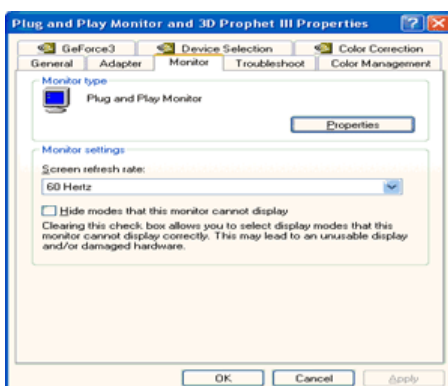 Plug and Play Monitor and 3D Prophet III Properties
GeForce3 Device Selection Color Correction
General Adapter Monitor Troubleshoot Color Management
Monitor type
Plug and Play Monitor
Properties
Monitor settings
Screen refresh rate:
60 Hertz
Hide modes that this monitor cannot display
Clearing this check box allows you to select display modes that this
monitor cannot display correctly. This may lead to an unusable display
and/or damaged hardware.
OK Cancel Apply